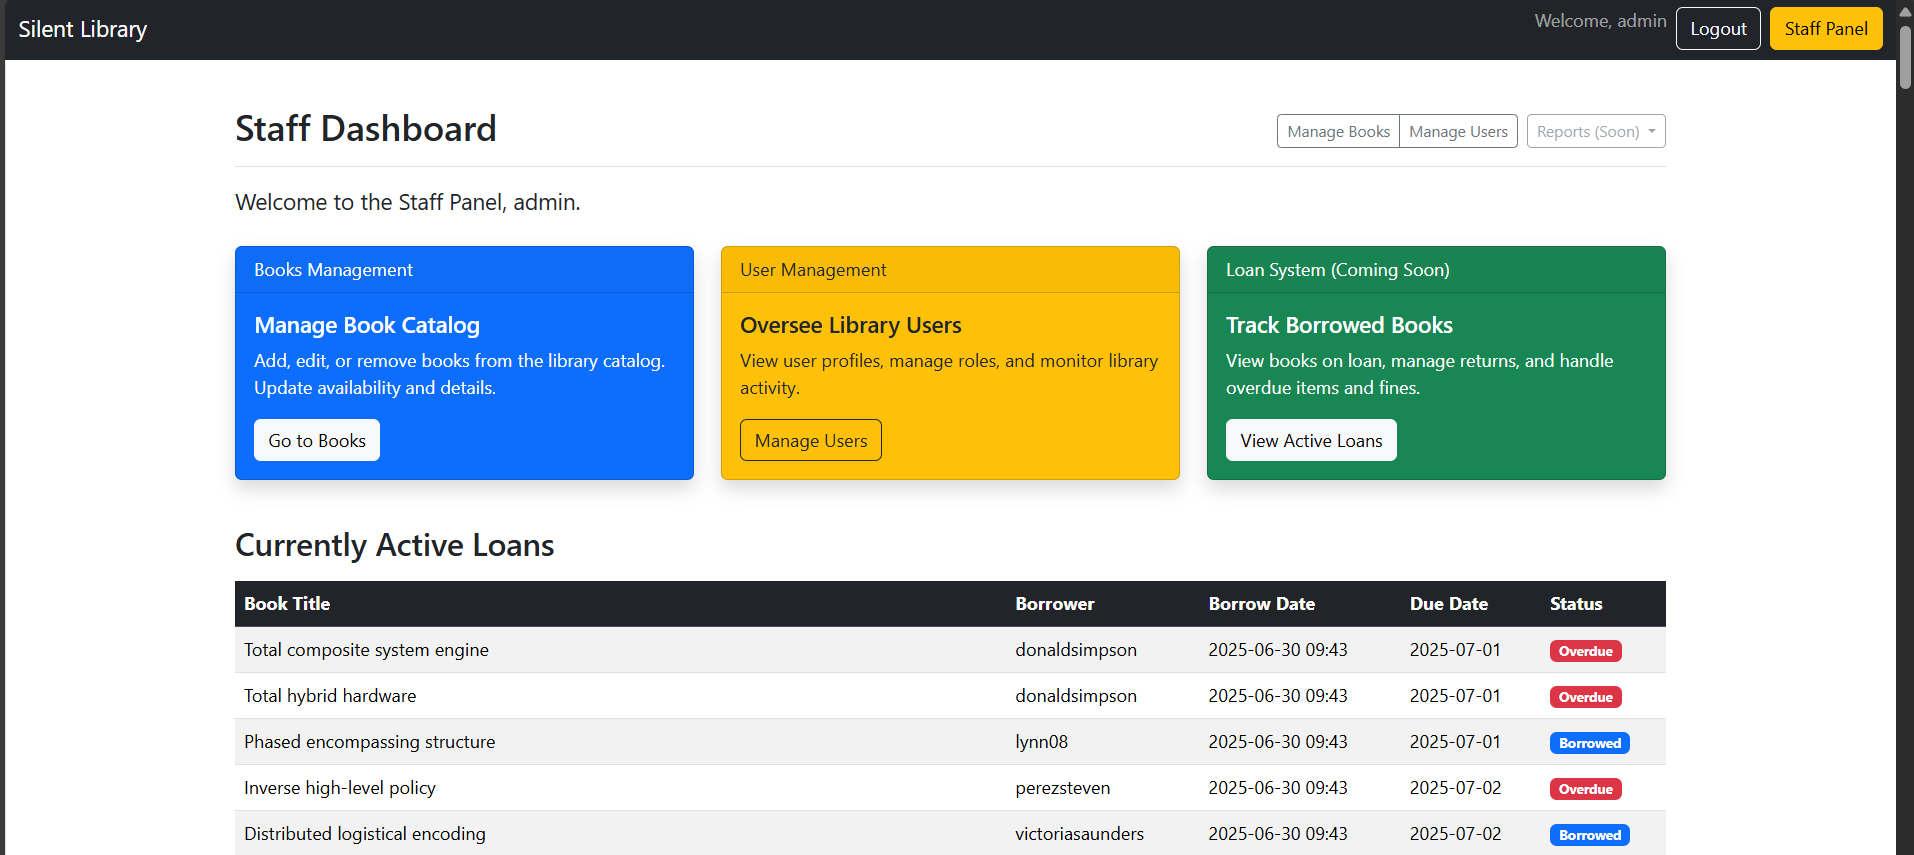 Silent Library
Welcome, admin
Logout
Staff Panel
Staff Dashboard
Manage Books
Manage Users
Reports (Soon)
Welcome to the Staff Panel, admin.
Books Management
Manage Book Catalog
Add, edit, or remove books from the library catalog.
Update availability and details.
Go to Books
User Management
Oversee Library Users
View user profiles, manage roles, and monitor library
activity.
Manage Users
Loan System (Coming Soon)
Track Borrowed Books
View books on loan, manage returns, and handle
overdue items and fines.
View Active Loans
Currently Active Loans
Book Title Borrower Borrow Date Due Date Status
Total composite system engine donaldsimpson 2025-06-30 09:43 2025-07-01 Overdue
Total hybrid hardware donaldsimpson 2025-06-30 09:43 2025-07-01 Overdue
Phased encompassing structure lynn08 2025-06-30 09:43 2025-07-01 Borrowed
Inverse high-level policy perezsteven 2025-06-30 09:43 2025-07-02 Overdue
Distributed logistical encoding victoriasaunders 2025-06-30 09:43 2025-07-02 Borrowed